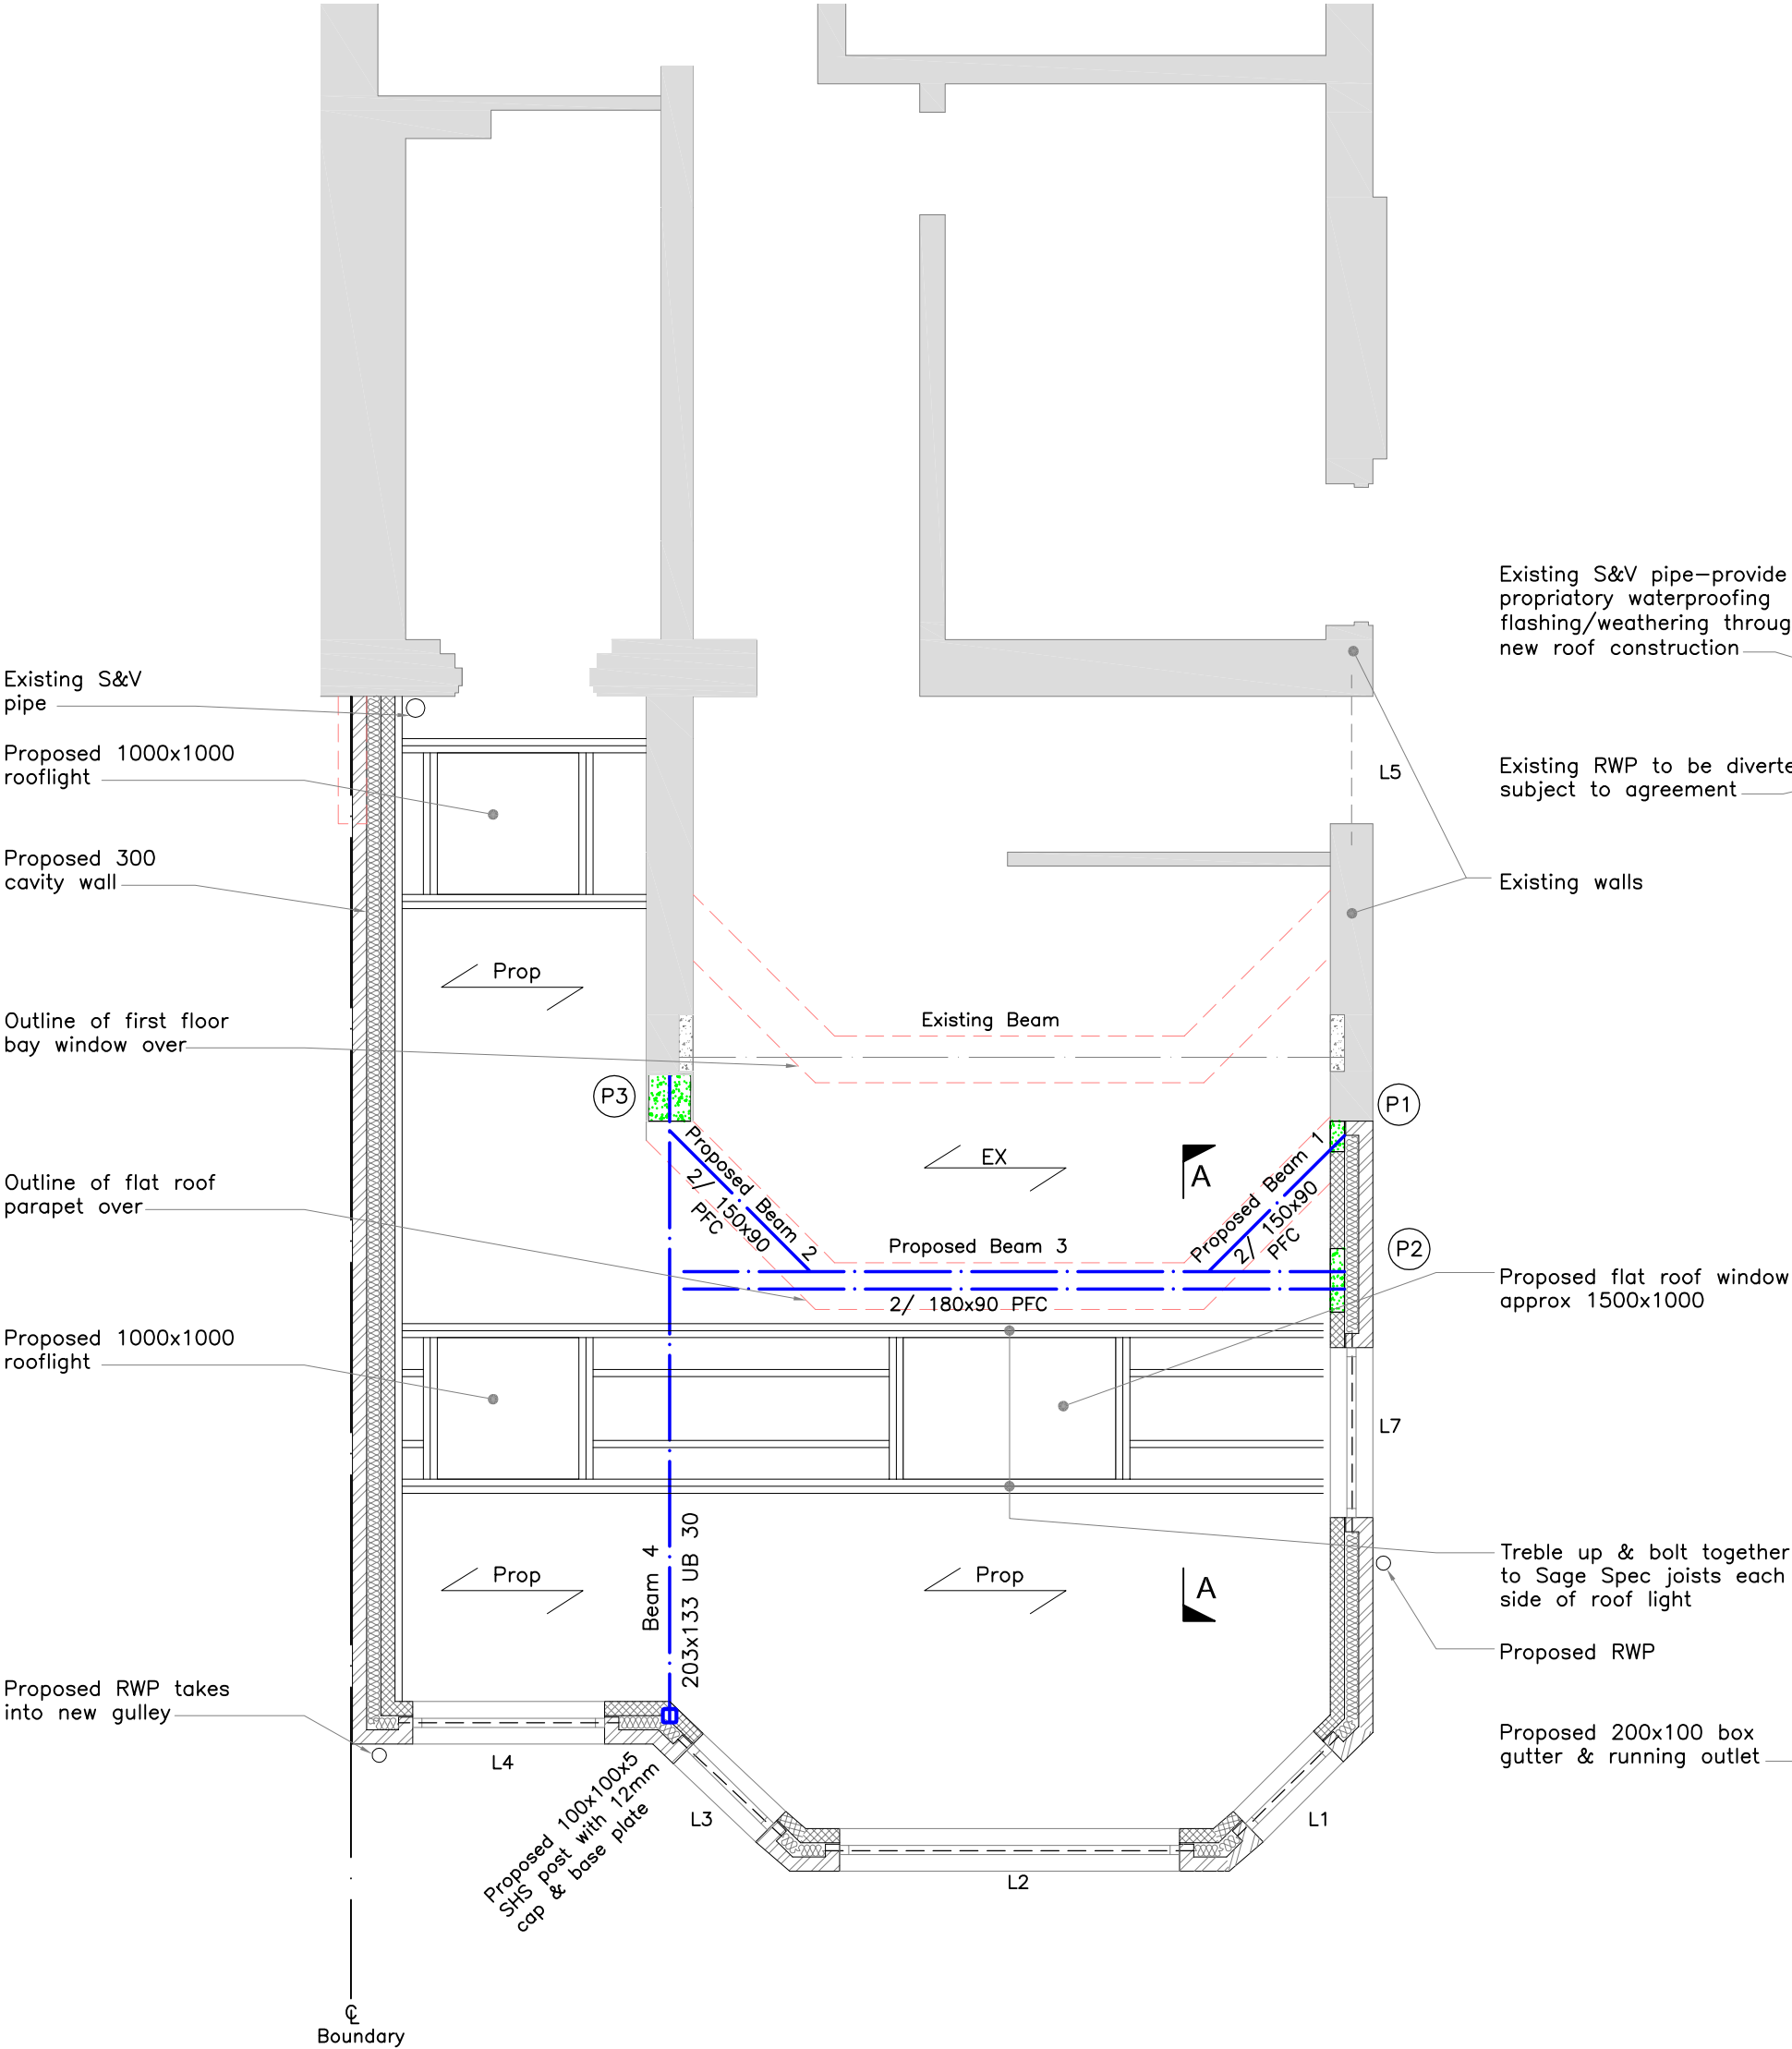 Existing S&V pipe-provide
propriatory waterproofing
flashing/weathering throug
new roof construction
Existing S&V
pipe
Proposed 1000x1000
rooflight
L5
Existing RWP to be diverte
subject to agreement
Proposed 300
cavity wall
Existing walls
Prop
Outline of first floor
bay window over
Existing Beam
P3
P1
Proposed Beam 2
2/ 150x90
PFC
EX
A
Proposed Beam 1
2/ 150x90
PFC
Outline of flat roof
parapet over
Proposed Beam 3
2/ 180x90 PFC
P2
Proposed flat roof window
approx 1500x1000
Proposed 1000x1000
rooflight
L7
Beam 4
203x133 UB 30
Prop
Prop
A
Treble up & bolt together
to Sage Spec joists each
side of roof light
Proposed RWP
Proposed RWP takes
into new gulley
Proposed 200x100 box
gutter & running outlet
L4
Proposed 100x100x5
SHS post with 12mm
cap & base plate
L3
L2
L1
℄
Boundary